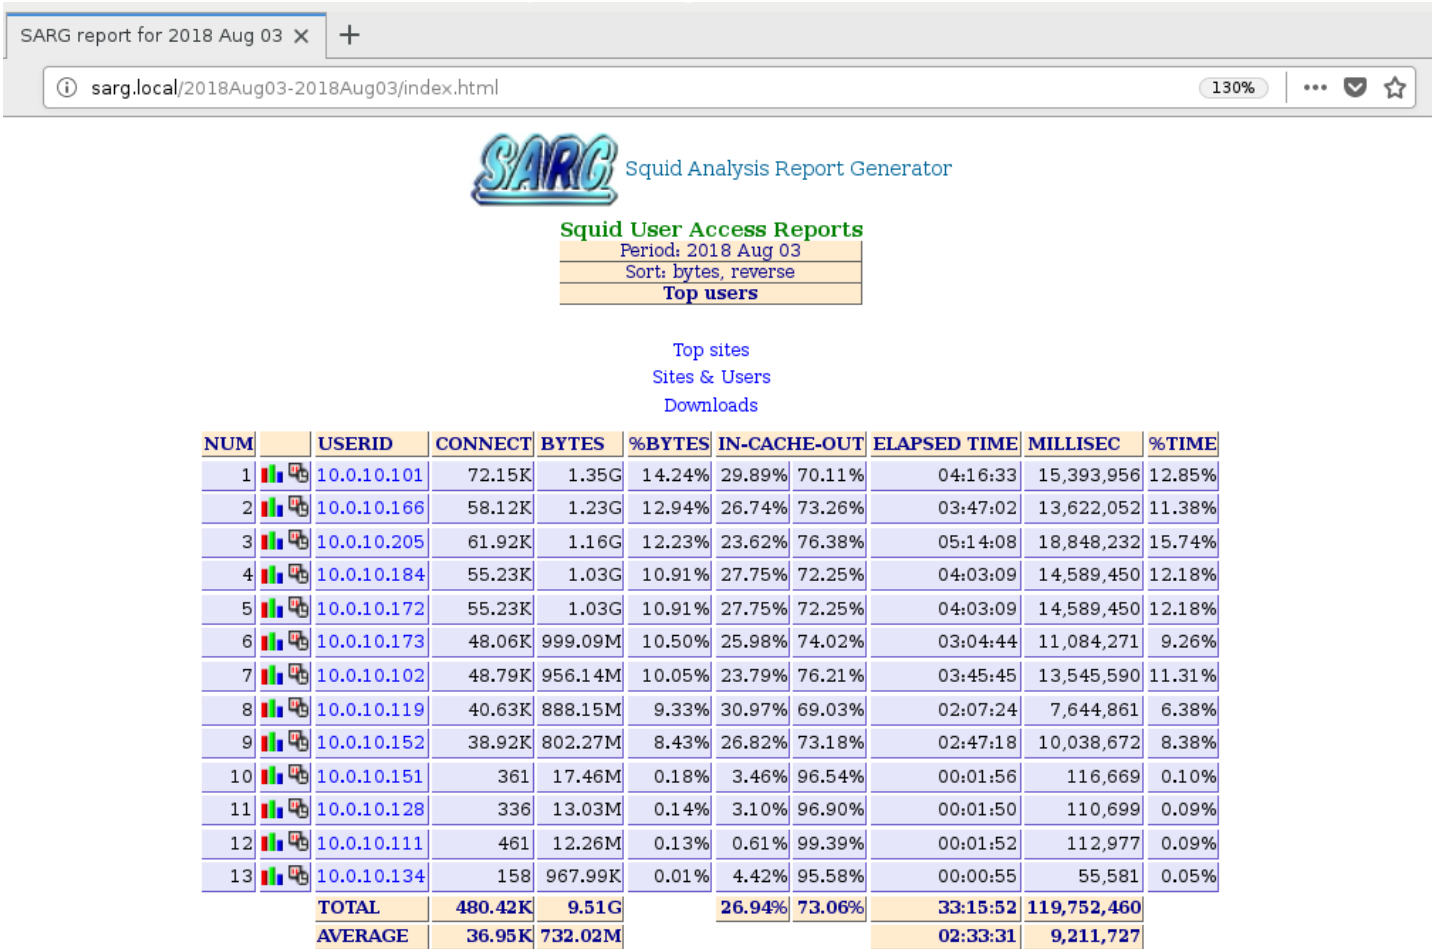 SARG report for 2018 Aug 03
sarg.local/2018Aug03-2018Aug03/index.html 130%
SARG Squid Analysis Report Generator
Squid User Access Reports
Period: 2018 Aug 03
Sort: bytes, reverse
Top users
Top sites
Sites & Users
Downloads
NUM USERID CONNECT BYTES %BYTES IN-CACHE-OUT ELAPSED TIME MILLISEC %TIME
1 10.0.10.101 72.15K 1.35G 14.24% 29.89% 70.11% 04:16:33 15,393,956 12.85%
2 10.0.10.166 58.12K 1.23G 12.94% 26.74% 73.26% 03:47:02 13,622,052 11.38%
3 10.0.10.205 61.92K 1.16G 12.23% 23.62% 76.38% 05:14:08 18,848,232 15.74%
4 10.0.10.184 55.23K 1.03G 10.91% 27.75% 72.25% 04:03:09 14,589,450 12.18%
5 10.0.10.172 55.23K 1.03G 10.91% 27.75% 72.25% 04:03:09 14,589,450 12.18%
6 10.0.10.173 48.06K 999.09M 10.50% 25.98% 74.02% 03:04:44 11,084,271 9.26%
7 10.0.10.102 48.79K 956.14M 10.05% 23.79% 76.21% 03:45:45 13,545,590 11.31%
8 10.0.10.119 40.63K 888.15M 9.33% 30.97% 69.03% 02:07:24 7,644,861 6.38%
9 10.0.10.152 38.92K 802.27M 8.43% 26.82% 73.18% 02:47:18 10,038,672 8.38%
10 10.0.10.151 361 17.46M 0.18% 3.46% 96.54% 00:01:56 116,669 0.10%
11 10.0.10.128 336 13.03M 0.14% 3.10% 96.90% 00:01:50 110,699 0.09%
12 10.0.10.111 461 12.26M 0.13% 0.61% 99.39% 00:01:52 112,977 0.09%
13 10.0.10.134 158 967.99K 0.01% 4.42% 95.58% 00:00:55 55,581 0.05%
TOTAL 480.42K 9.51G 26.94% 73.06% 33:15:52 119,752,460
AVERAGE 36.95K 732.02M 02:33:31 9,211,727